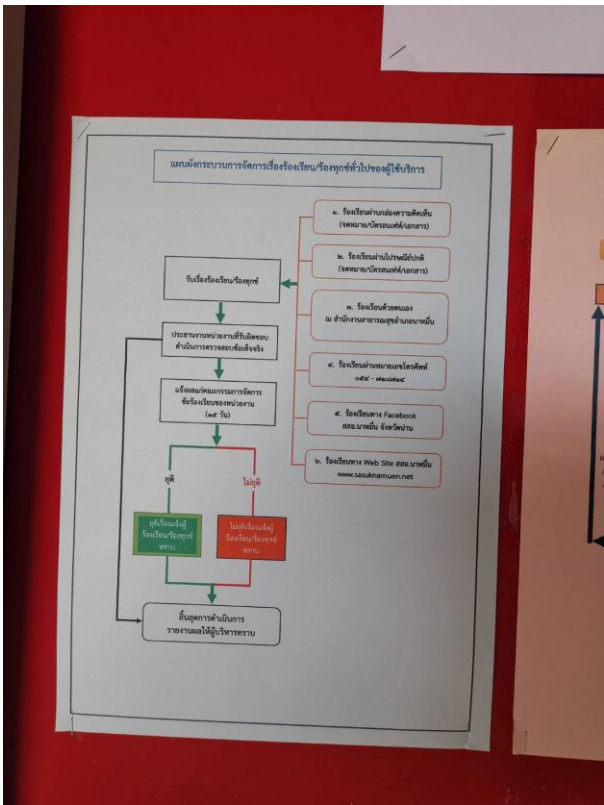 แผนผังกระบวนการจัดการเรื่องร้องเรียน/ร้องทุกข์ทั่วไปของผู้ใช้บริการ
๑. ร้องเรียนผ่านกล่องความคิดเห็น
(จดหมาย/บัตรสนเท่ห์/เอกสาร)
๒. ร้องเรียนผ่านไปรษณีย์ปกติ
(จดหมาย/บัตรสนเท่ห์/เอกสาร)
๓. ร้องเรียนด้วยตนเอง
ณ สำนักงานสาธารณสุขอำเภอนาหมื่น
๔. ร้องเรียนผ่านหมายเลขโทรศัพท์
๐๕๔ - ๗๑๘๗๑๔
๕. ร้องเรียนทาง Facebook
สสอ.นาหมื่น จังหวัดน่าน
๖. ร้องเรียนทาง Web Site สสอ.นาหมื่น
www.sasuknamuen.net
รับเรื่องร้องเรียน/ร้องทุกข์
ประสานงานหน่วยงานที่รับผิดชอบ
ดำเนินการตรวจสอบข้อเท็จจริง
แจ้งผลแก่คณะกรรมการจัดการ
ข้อร้องเรียนของหน่วยงาน
(๑๕ วัน)
ยุติ
ไม่ยุติ
ยุติเรื่องแจ้งผู้
ร้องเรียน/ร้องทุกข์
ทราบ
ไม่ยุติเรื่องแจ้งผู้
ร้องเรียน/ร้องทุกข์
ทราบ
สิ้นสุดการดำเนินการ
รายงานผลให้ผู้บริหารทราบ